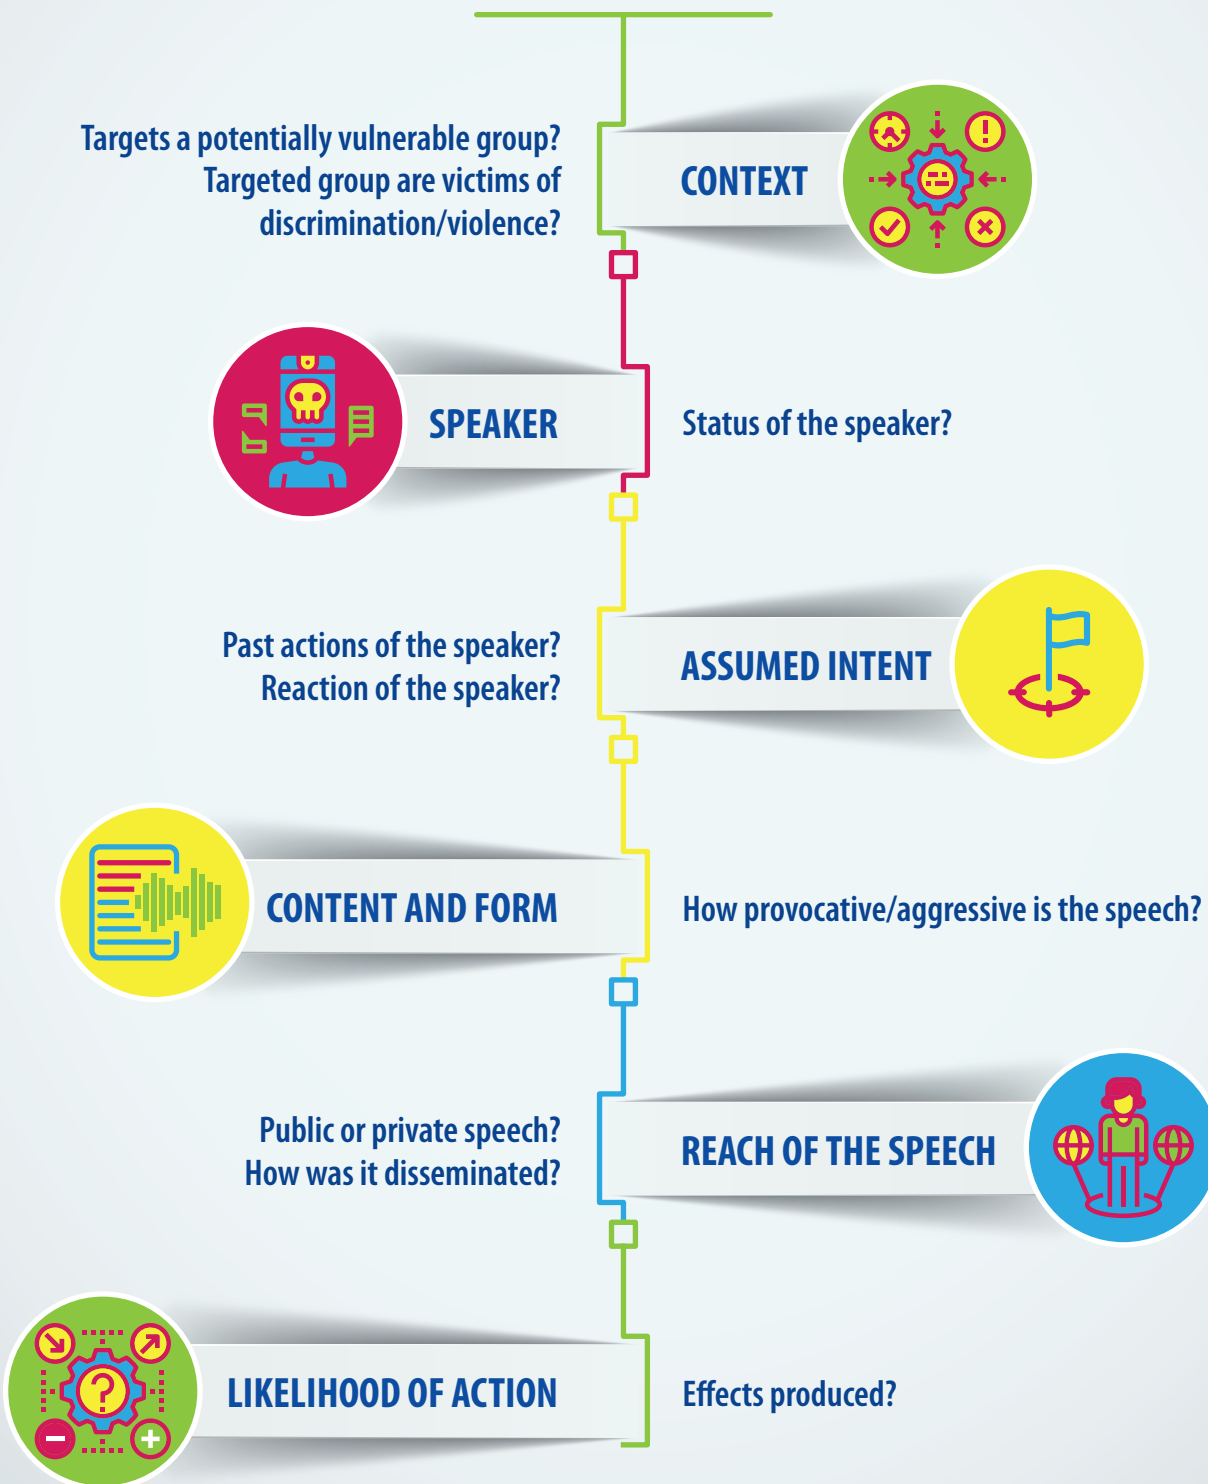 Targets a potentially vulnerable group?
Targeted group are victims of
discrimination/violence?
CONTEXT
SPEAKER
Status of the speaker?
Past actions of the speaker?
Reaction of the speaker?
ASSUMED INTENT
CONTENT AND FORM
How provocative/aggressive is the speech?
Public or private speech?
How was it disseminated?
REACH OF THE SPEECH
LIKELIHOOD OF ACTION
Effects produced?